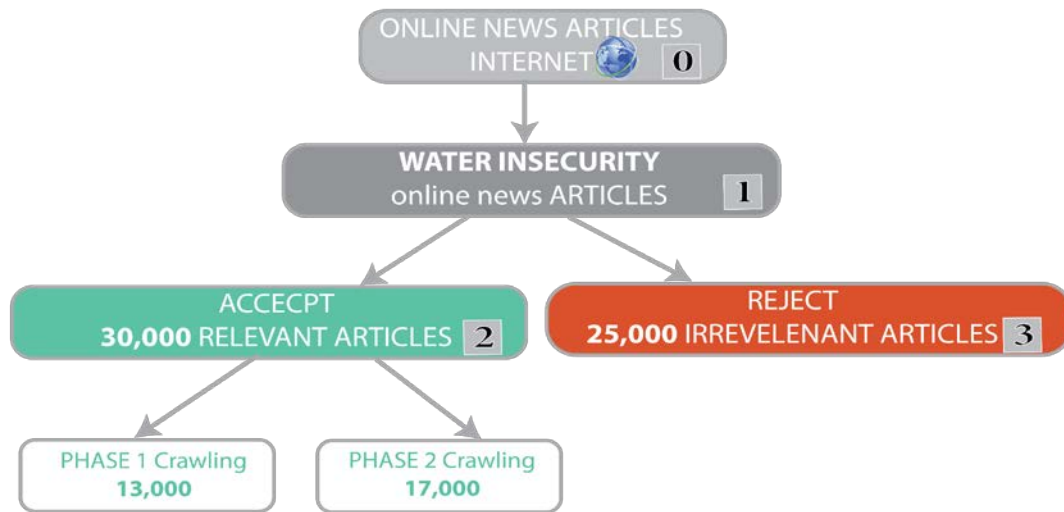 ONLINE NEWS ARTICLES
INTERNET 0
WATER INSECURITY
online news ARTICLES 1
ACCECPT
30,000 RELEVANT ARTICLES 2
REJECT
25,000 IRREVELENANT ARTICLES 3
PHASE 1 Crawling
13,000
PHASE 2 Crawling
17,000